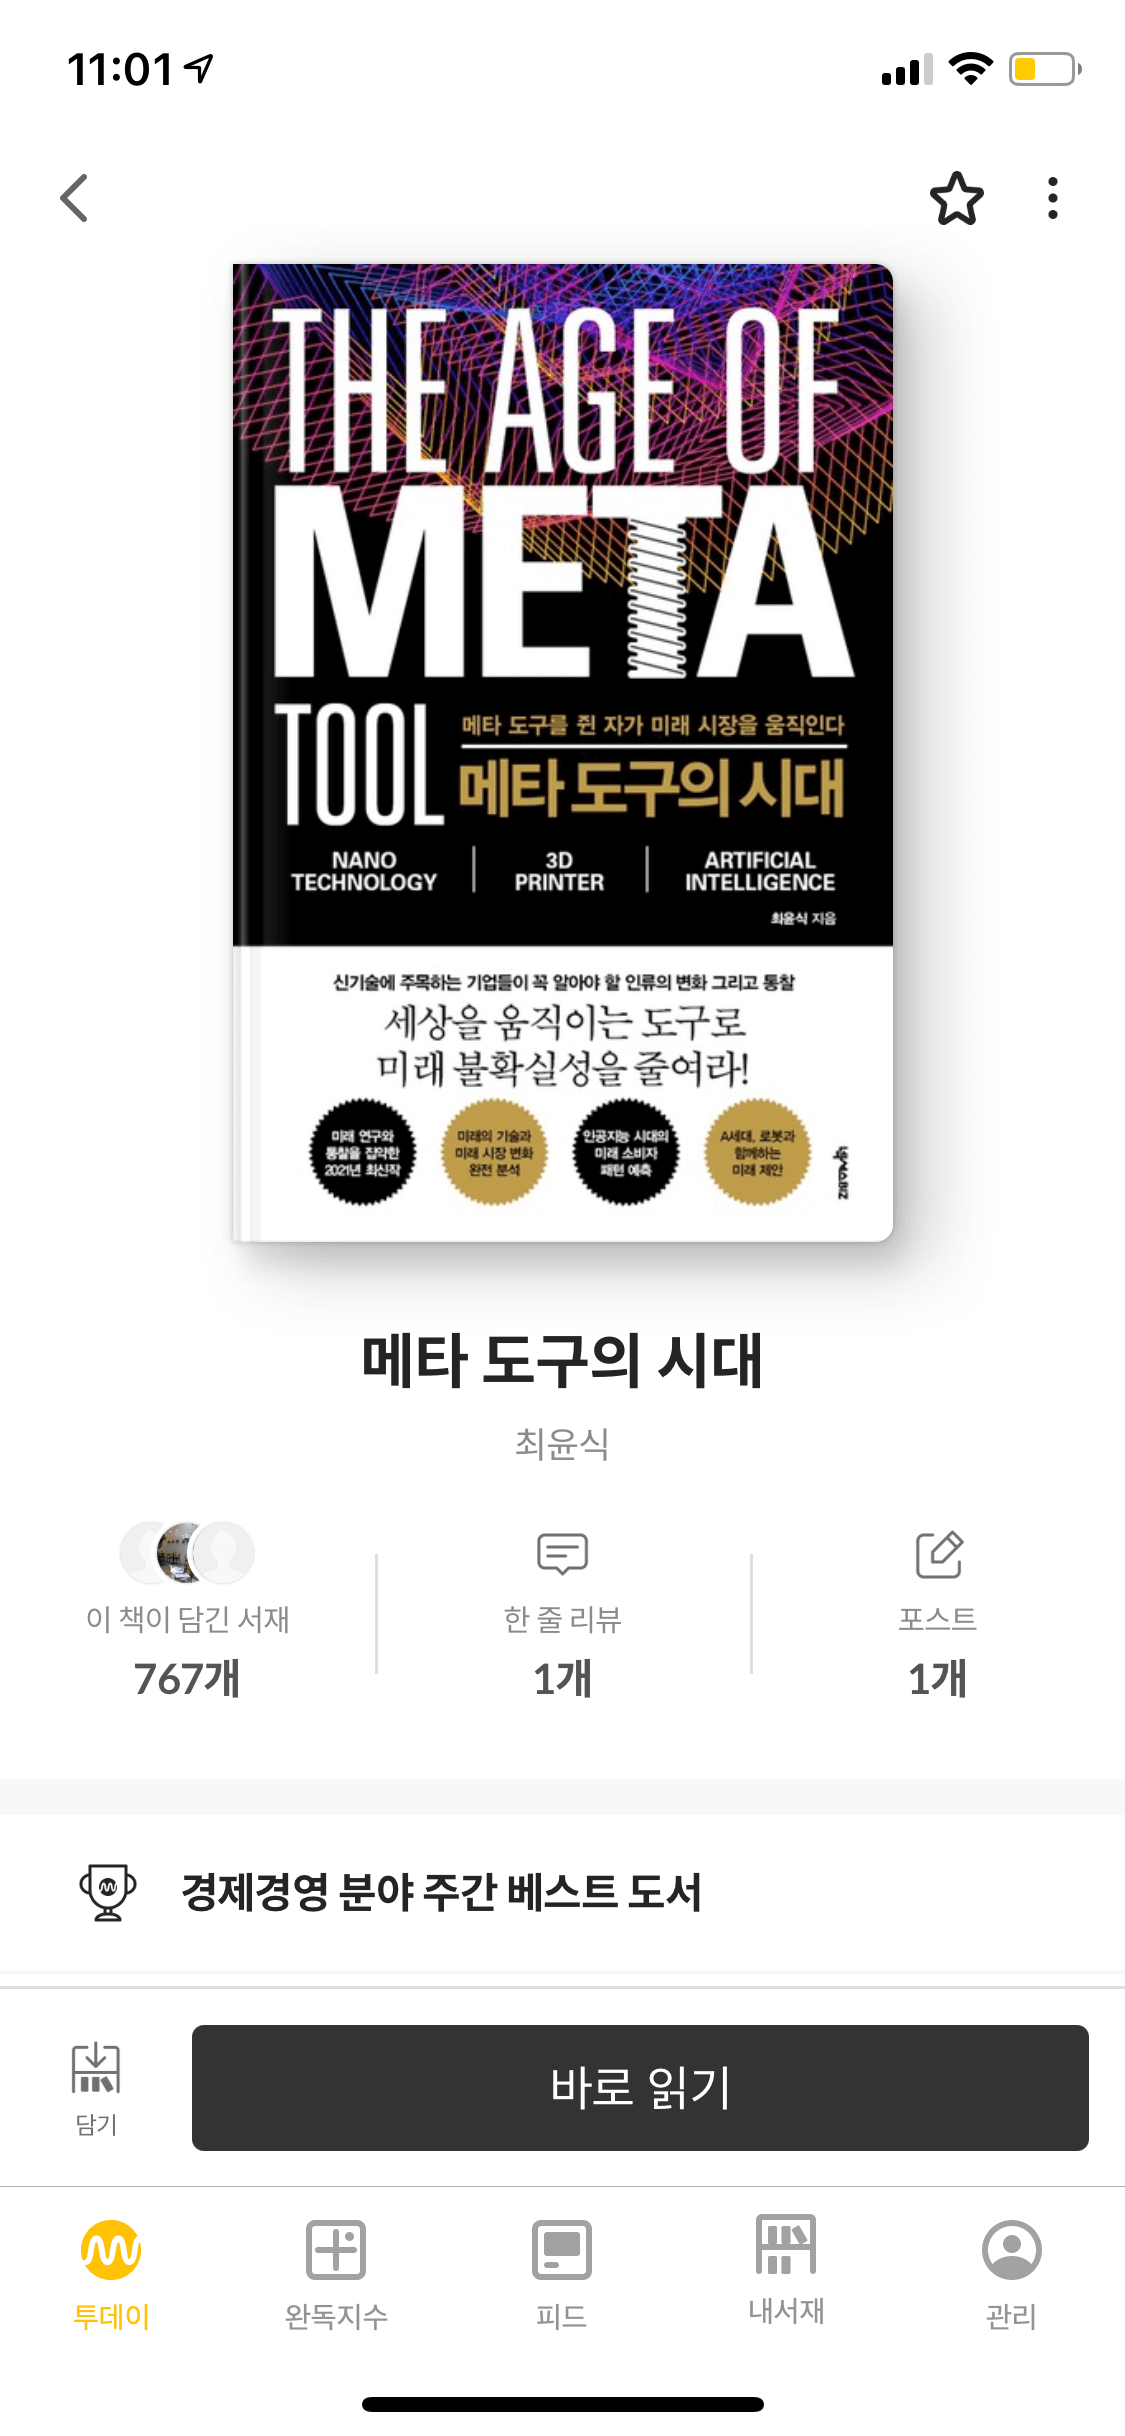 11:01
THE AGE OF
META
TOOL
메타 도구를 쥔 자가 미래 시장을 움직인다
메타 도구의 시대
NANO
TECHNOLOGY
3D
PRINTER
ARTIFICIAL
INTELLIGENCE
최윤식 지음
신기술에 주목하는 기업들이 꼭 알아야 할 인류의 변화 그리고 통찰
세상을 움직이는 도구로
미래 불확실성을 줄여라!
미래 연구와
통찰을 집약한
2021년 최신작
미래의 기술과
미래 시장 변화
완전 분석
인공지능 시대의
미래 소비자
패턴 예측
A세대, 로봇과
함께하는
미래 제안
넥서스BIZ
메타 도구의 시대
최윤식
이 책이 담긴 서재
767개
한 줄 리뷰
1개
포스트
1개
경제경영 분야 주간 베스트 도서
담기
바로 읽기
투데이
완독지수
피드
내서재
관리